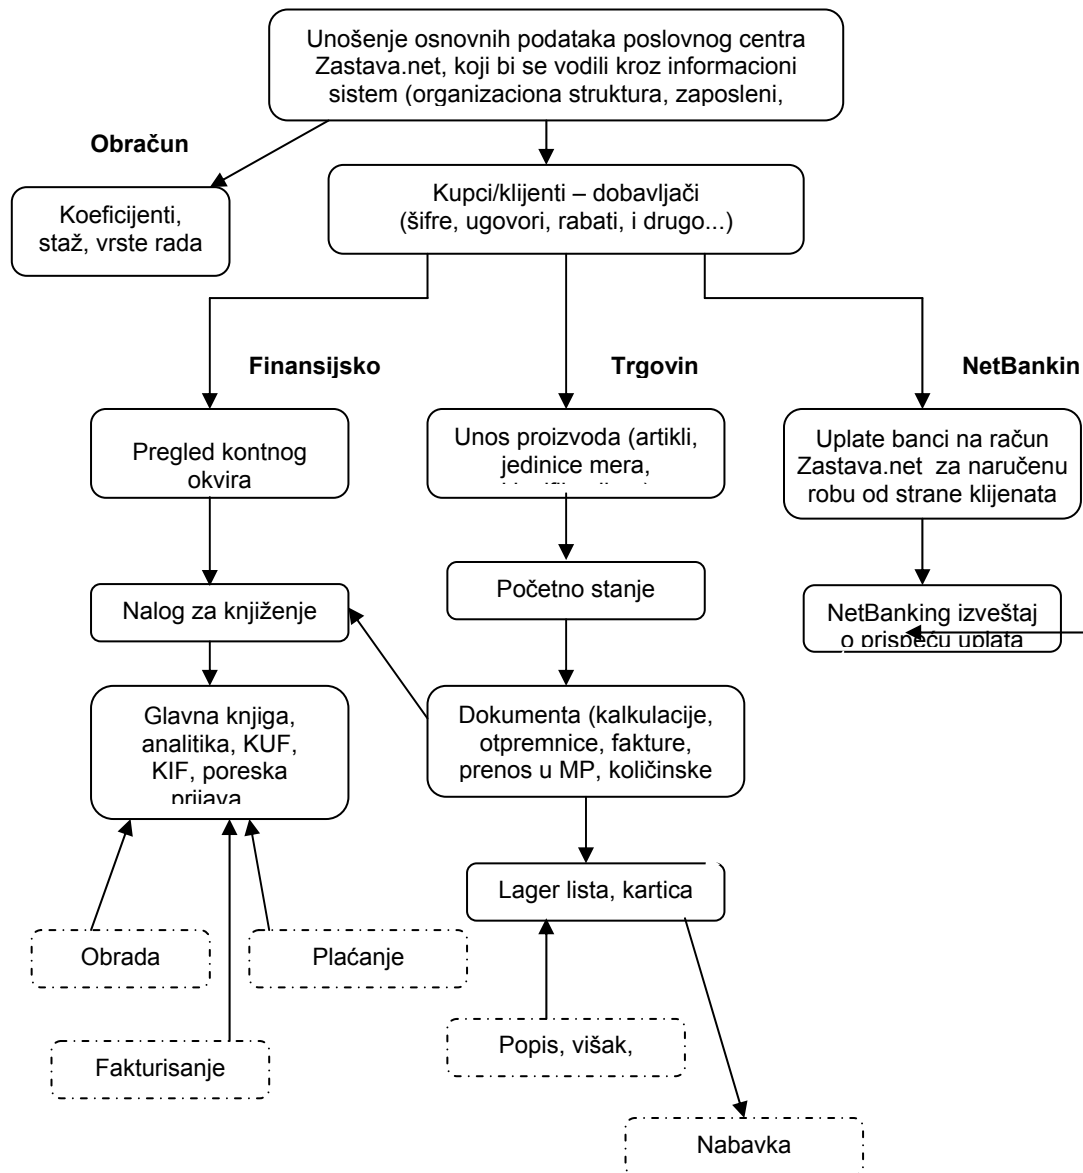 Unošenje osnovnih podataka poslovnog centra
Zastava.net, koji bi se vodili kroz informacioni
sistem (organizaciona struktura, zaposleni,
Obračun
Kupci/klijenti – dobavljači
(šifre, ugovori, rabati, i drugo...)
Koeficijenti,
staž, vrste rada
Finansijsko
Trgovin
NetBankin
Pregled kontnog
okvira
Unos proizvoda (artikli,
jedinice mera,
Uplate banci na račun
Zastava.net za naručenu
robu od strane klijenata
Početno stanje
Nalog za knjiženje
NetBanking izveštaj
o prispeću uplata
Glavna knjiga,
analitika, KUF,
KIF, poreska
prijava
Dokumenta (kalkulacije,
otpremnice, fakture,
prenos u MP, količinske
Lager lista, kartica
Obrada
Plaćanje
Popis, višak,
Fakturisanje
Nabavka